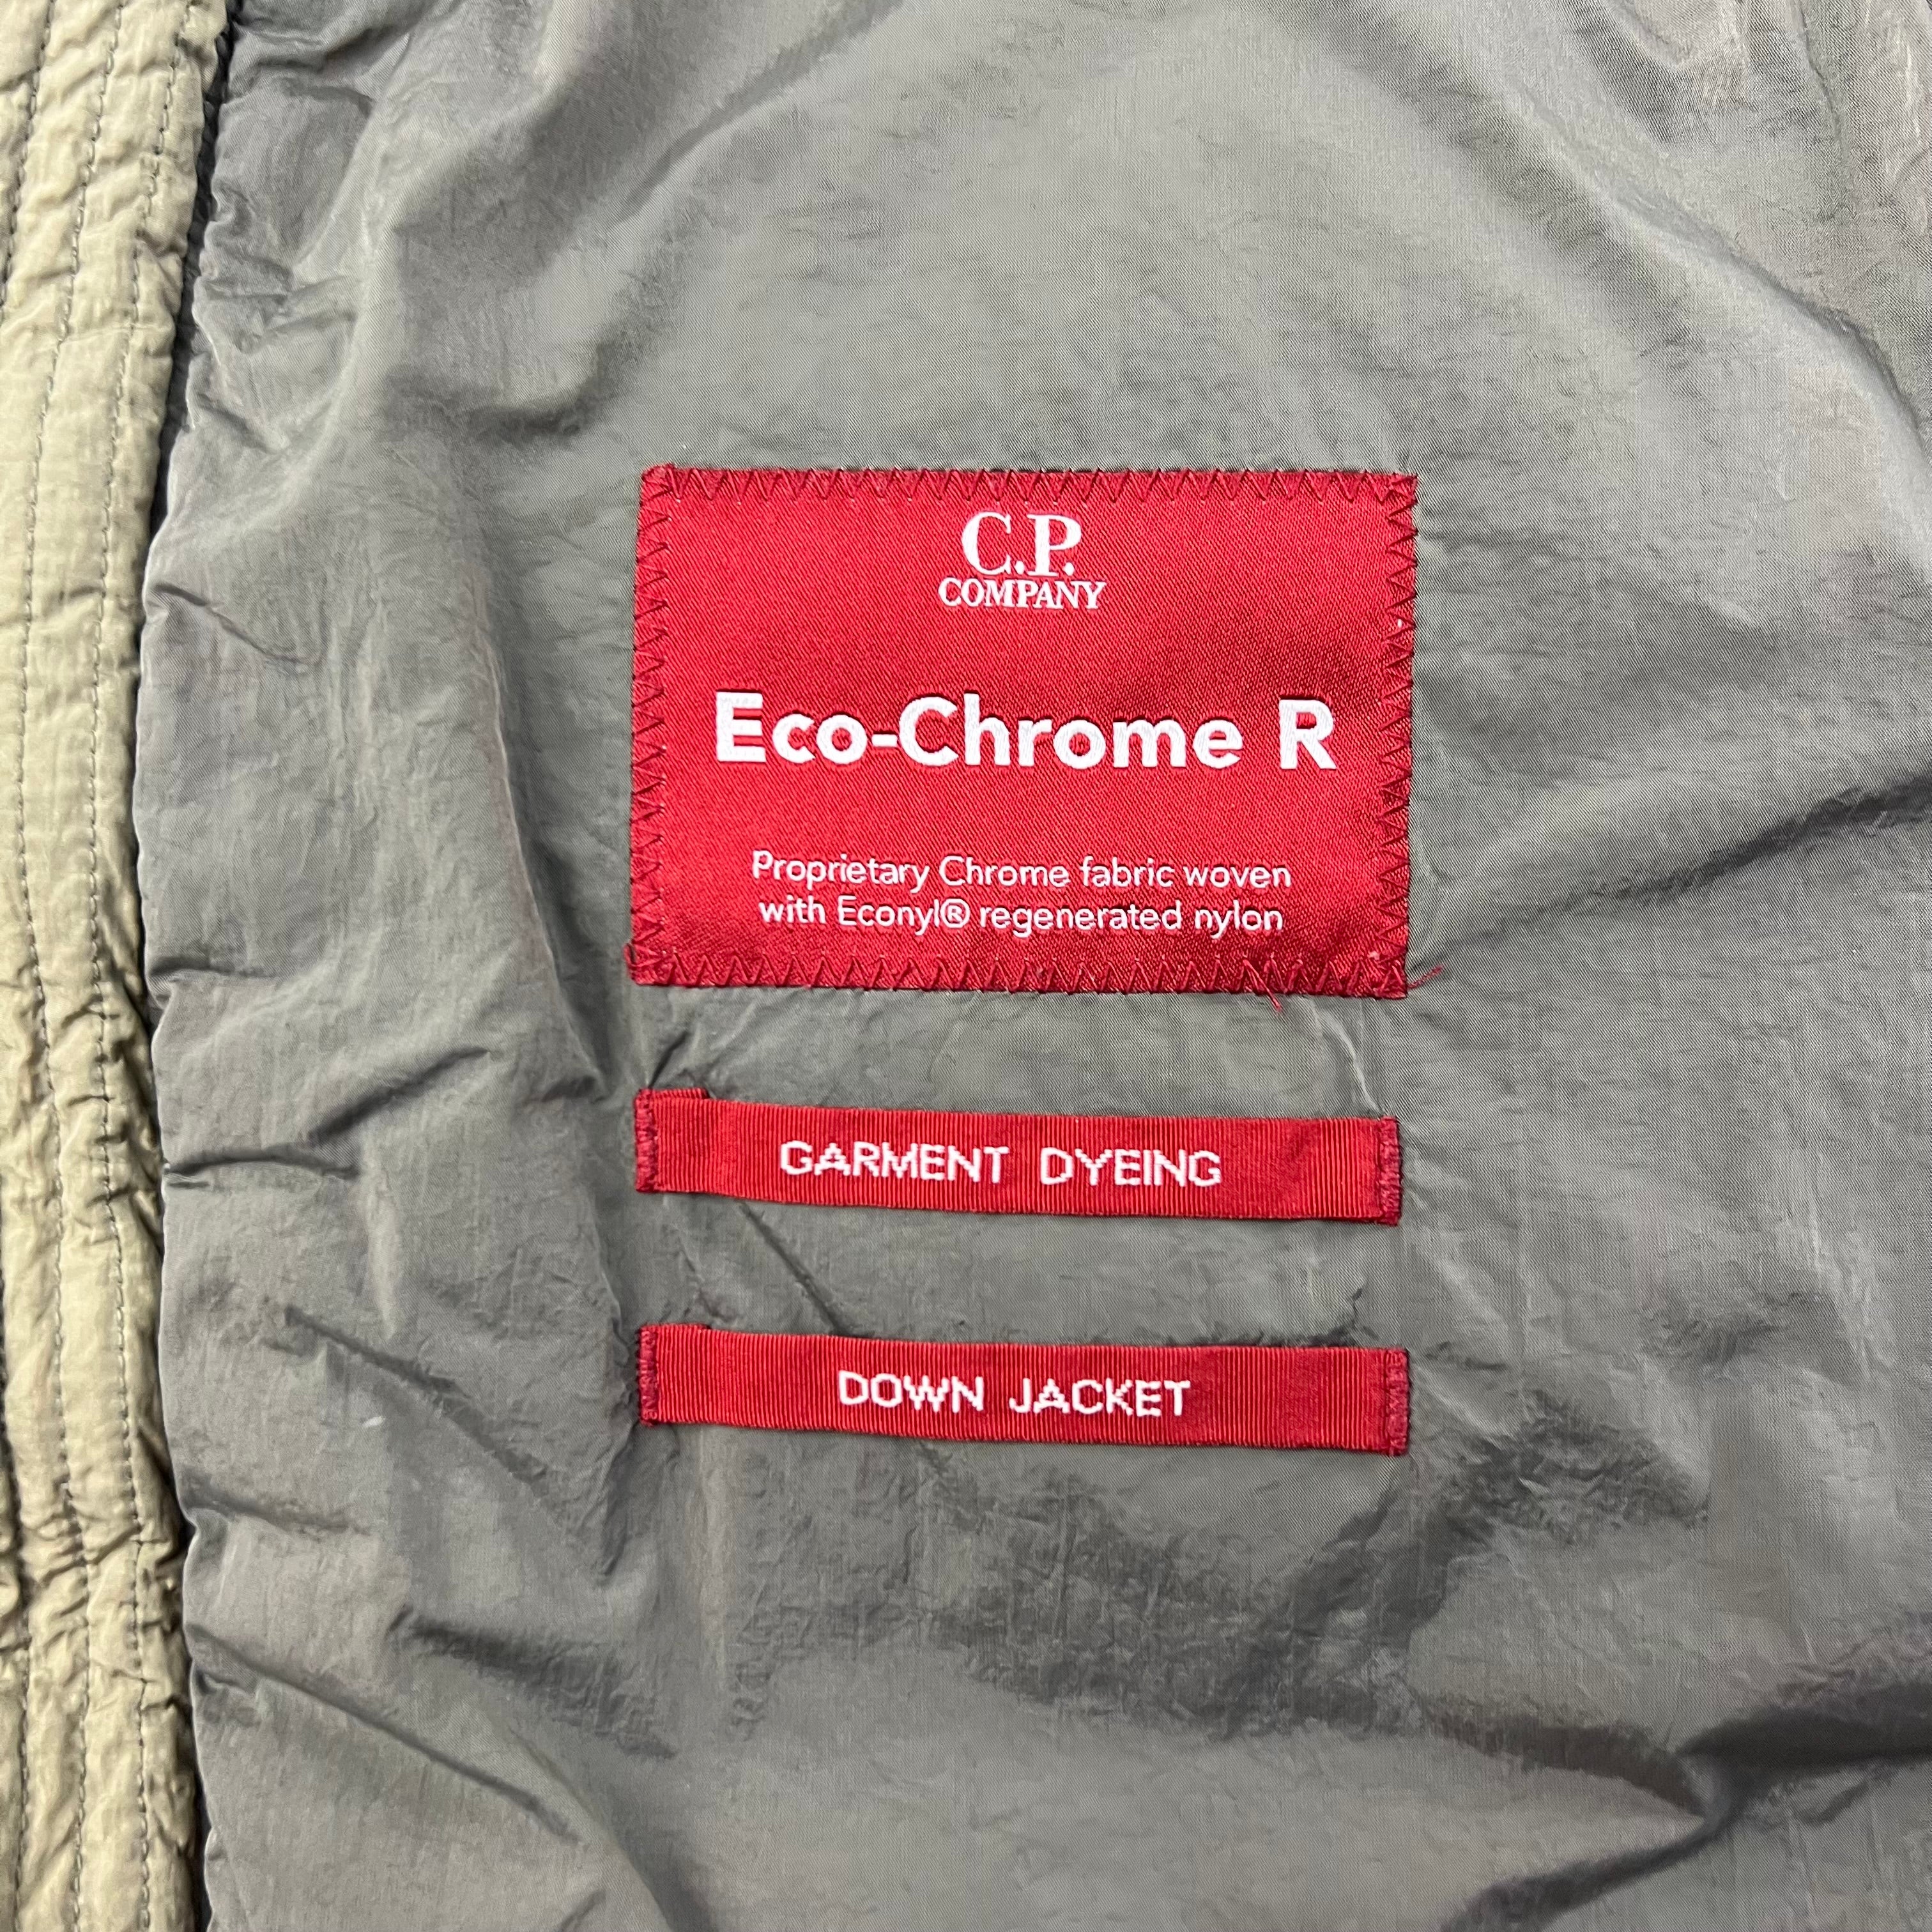 C.P.
COMPANY
Eco-Chrome R
Proprietary Chrome fabric woven
with Econyl® regenerated nylon
GARMENT DYEING
DOWN JACKET